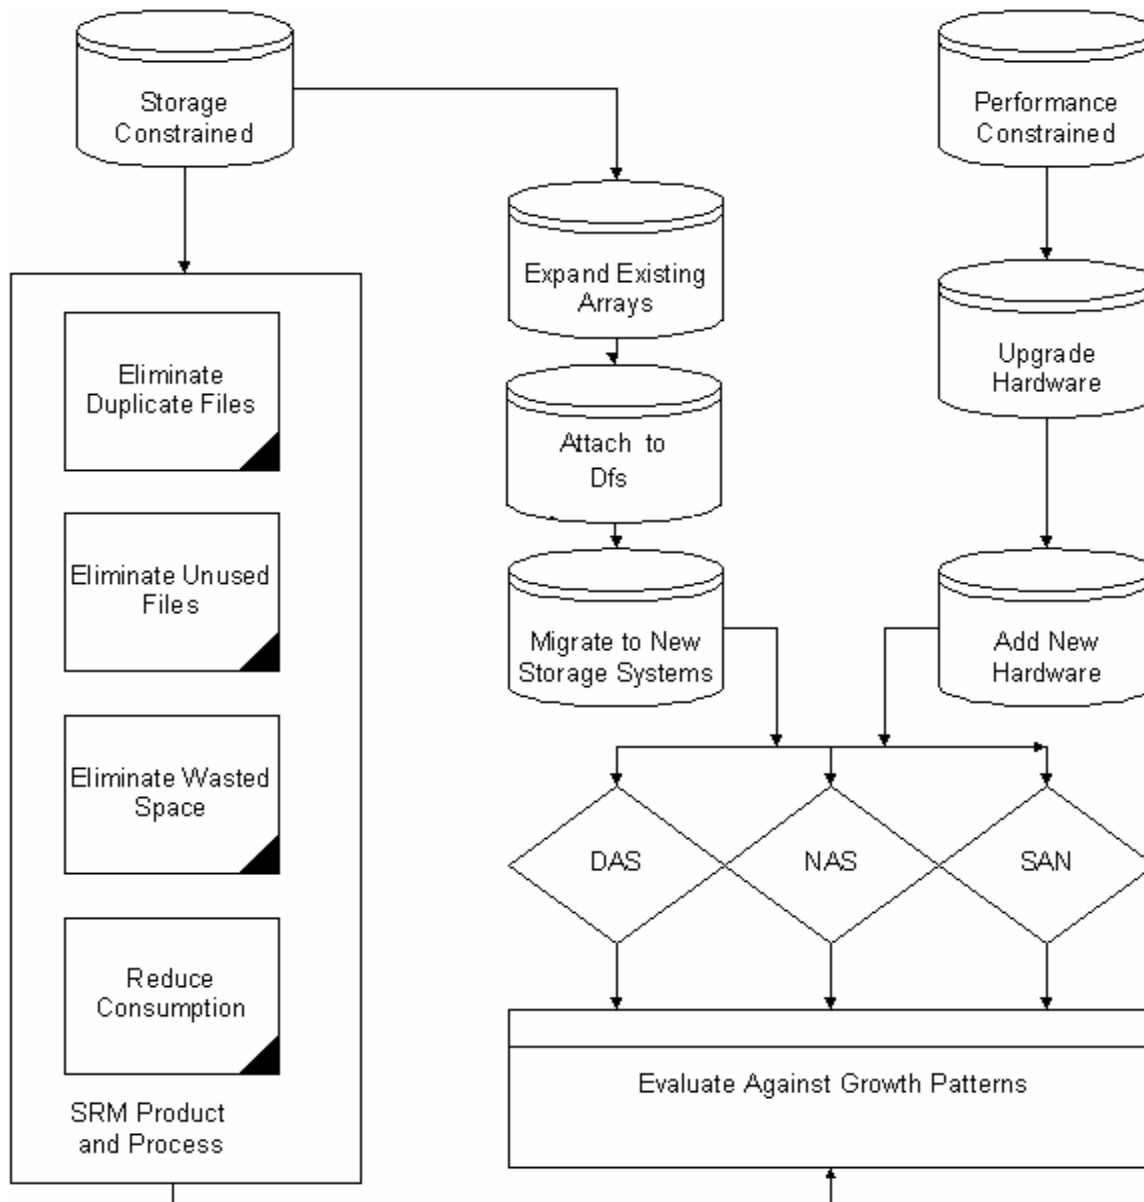 Storage
Constrained
Performance
Constrained
Expand Existing
Arrays
Upgrade
Hardware
Eliminate
Duplicate Files
Attach to
Dfs
Eliminate Unused
Files
Migrate to New
Storage Systems
Add New
Hardware
Eliminate Wasted
Space
DAS
NAS
SAN
Reduce
Consumption
Evaluate Against Growth Patterns
SRM Product
and Process